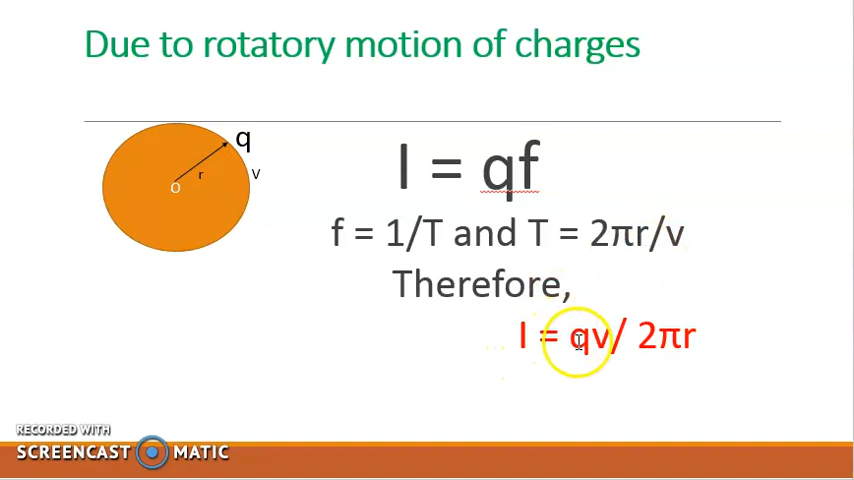 Due to rotatory motion of charges
q
r
v
O
I = qf
f = 1/T and T = 2πr/v
Therefore,
I = qv/ 2πr
RECORDED WITH
SCREENCAST MATIC